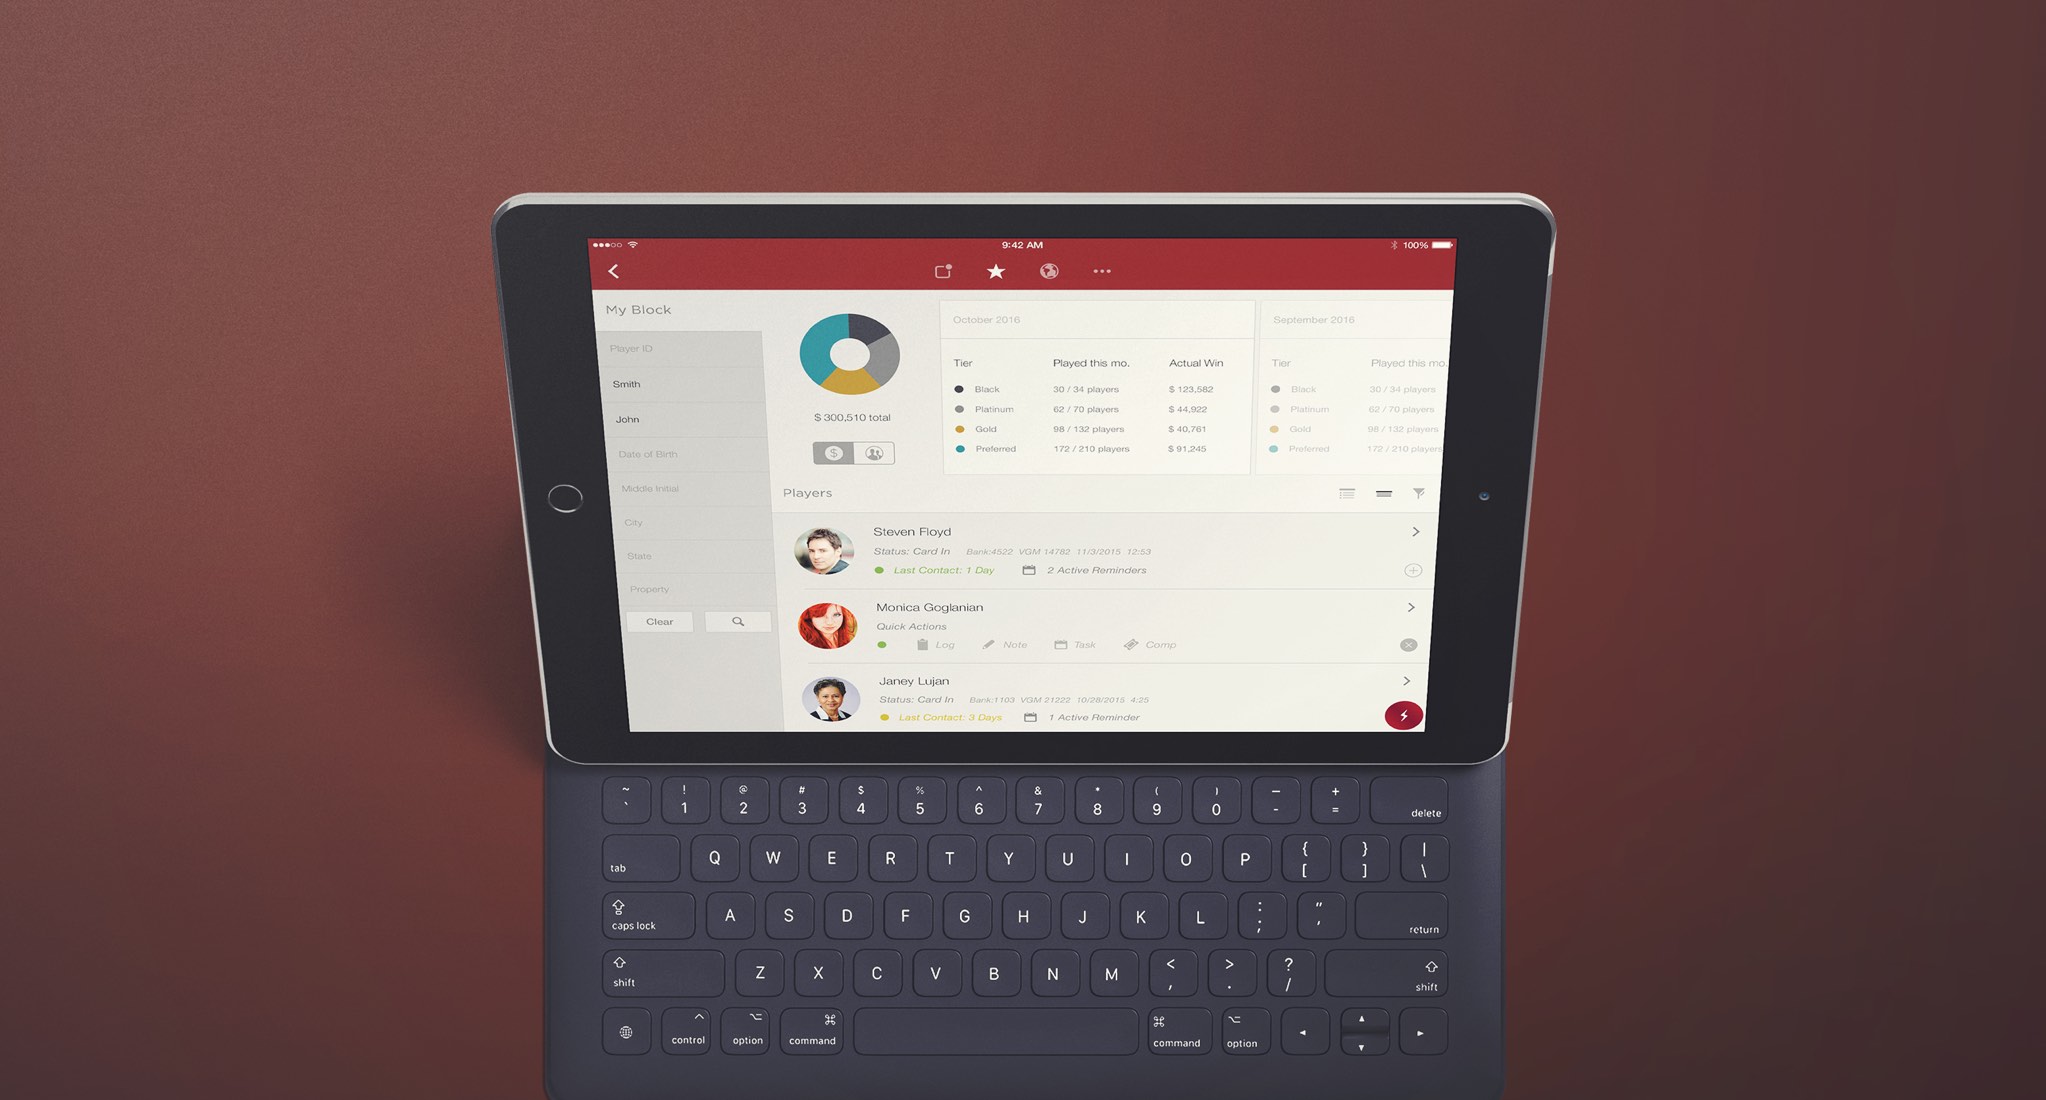 9:42 AM
100%
My Block
Player ID
Smith
John
Date of Birth
Middle Initial
City
State
Property
Clear
$ 300,510 total
$
October 2016
Tier Played this mo. Actual Win
Black 30 / 34 players $ 123,582
Platinum 62 / 70 players $ 44,922
Gold 98 / 132 players $ 40,761
Preferred 172 / 210 players $ 91,245
September 2016
Tier Played this mo.
Black 30 / 34 players
Platinum 62 / 70 players
Gold 98 / 132 players
Preferred 172 / 210 players
Players
Steven Floyd
Status: Card In Bank:4522 VGM 14782 11/3/2015 12:53
Last Contact: 1 Day 2 Active Reminders
Monica Goglanian
Quick Actions
Log Note Task Comp
Janey Lujan
Status: Card In Bank:1103 VGM 21222 10/28/2015 4:25
Last Contact: 3 Days 1 Active Reminder
~ ! @ # $ % ^ & * ( ) — +
` 1 2 3 4 5 6 7 8 9 0 - = delete
tab Q W E R T Y U I O P { [ } ] | \
caps lock A S D F G H J K L : ; " ' return
shift Z X C V B N M < , > . ? / shift
control option command command option